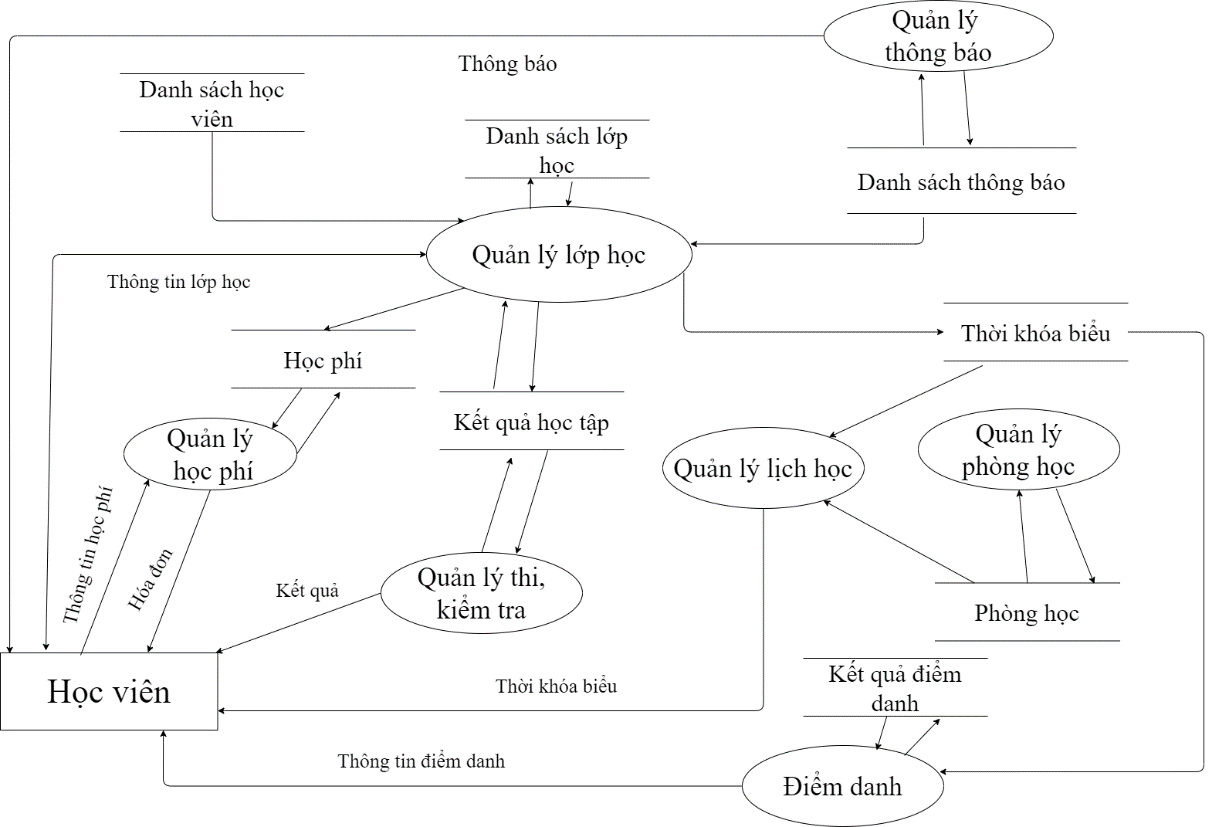 Quản lý
thông báo
Thông báo
Danh sách học
viên
Danh sách lớp
học
Danh sách thông báo
Quản lý lớp học
Thông tin lớp học
Thời khóa biểu
Học phí
Kết quả học tập
Quản lý
học phí
Quản lý lịch học
Quản lý
phòng học
Thông tin học phí
Hóa đơn
Kết quả
Quản lý thi,
kiểm tra
Phòng học
Học viên
Thời khóa biểu
Kết quả điểm
danh
Thông tin điểm danh
Điểm danh